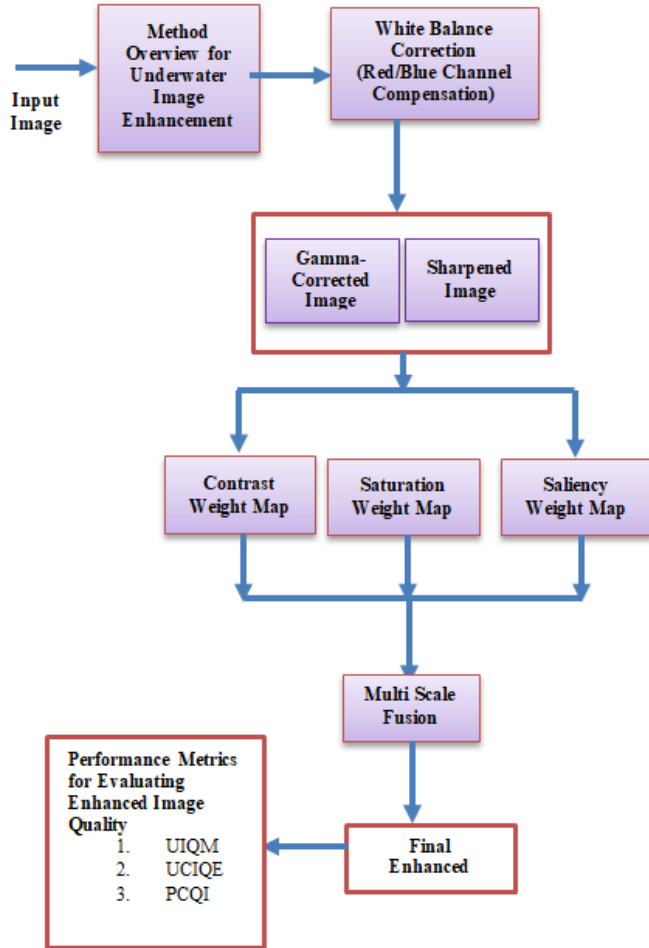 Input
Image
Method
Overview for
Underwater
Image
Enhancement
White Balance
Correction
(Red/Blue Channel
Compensation)
Gamma-
Corrected
Image
Sharpened
Image
Contrast
Weight Map
Saturation
Weight Map
Saliency
Weight Map
Multi Scale
Fusion
Final
Enhanced
Performance Metrics
for Evaluating
Enhanced Image
Quality
1. UIQM
2. UCIQE
3. PCQI